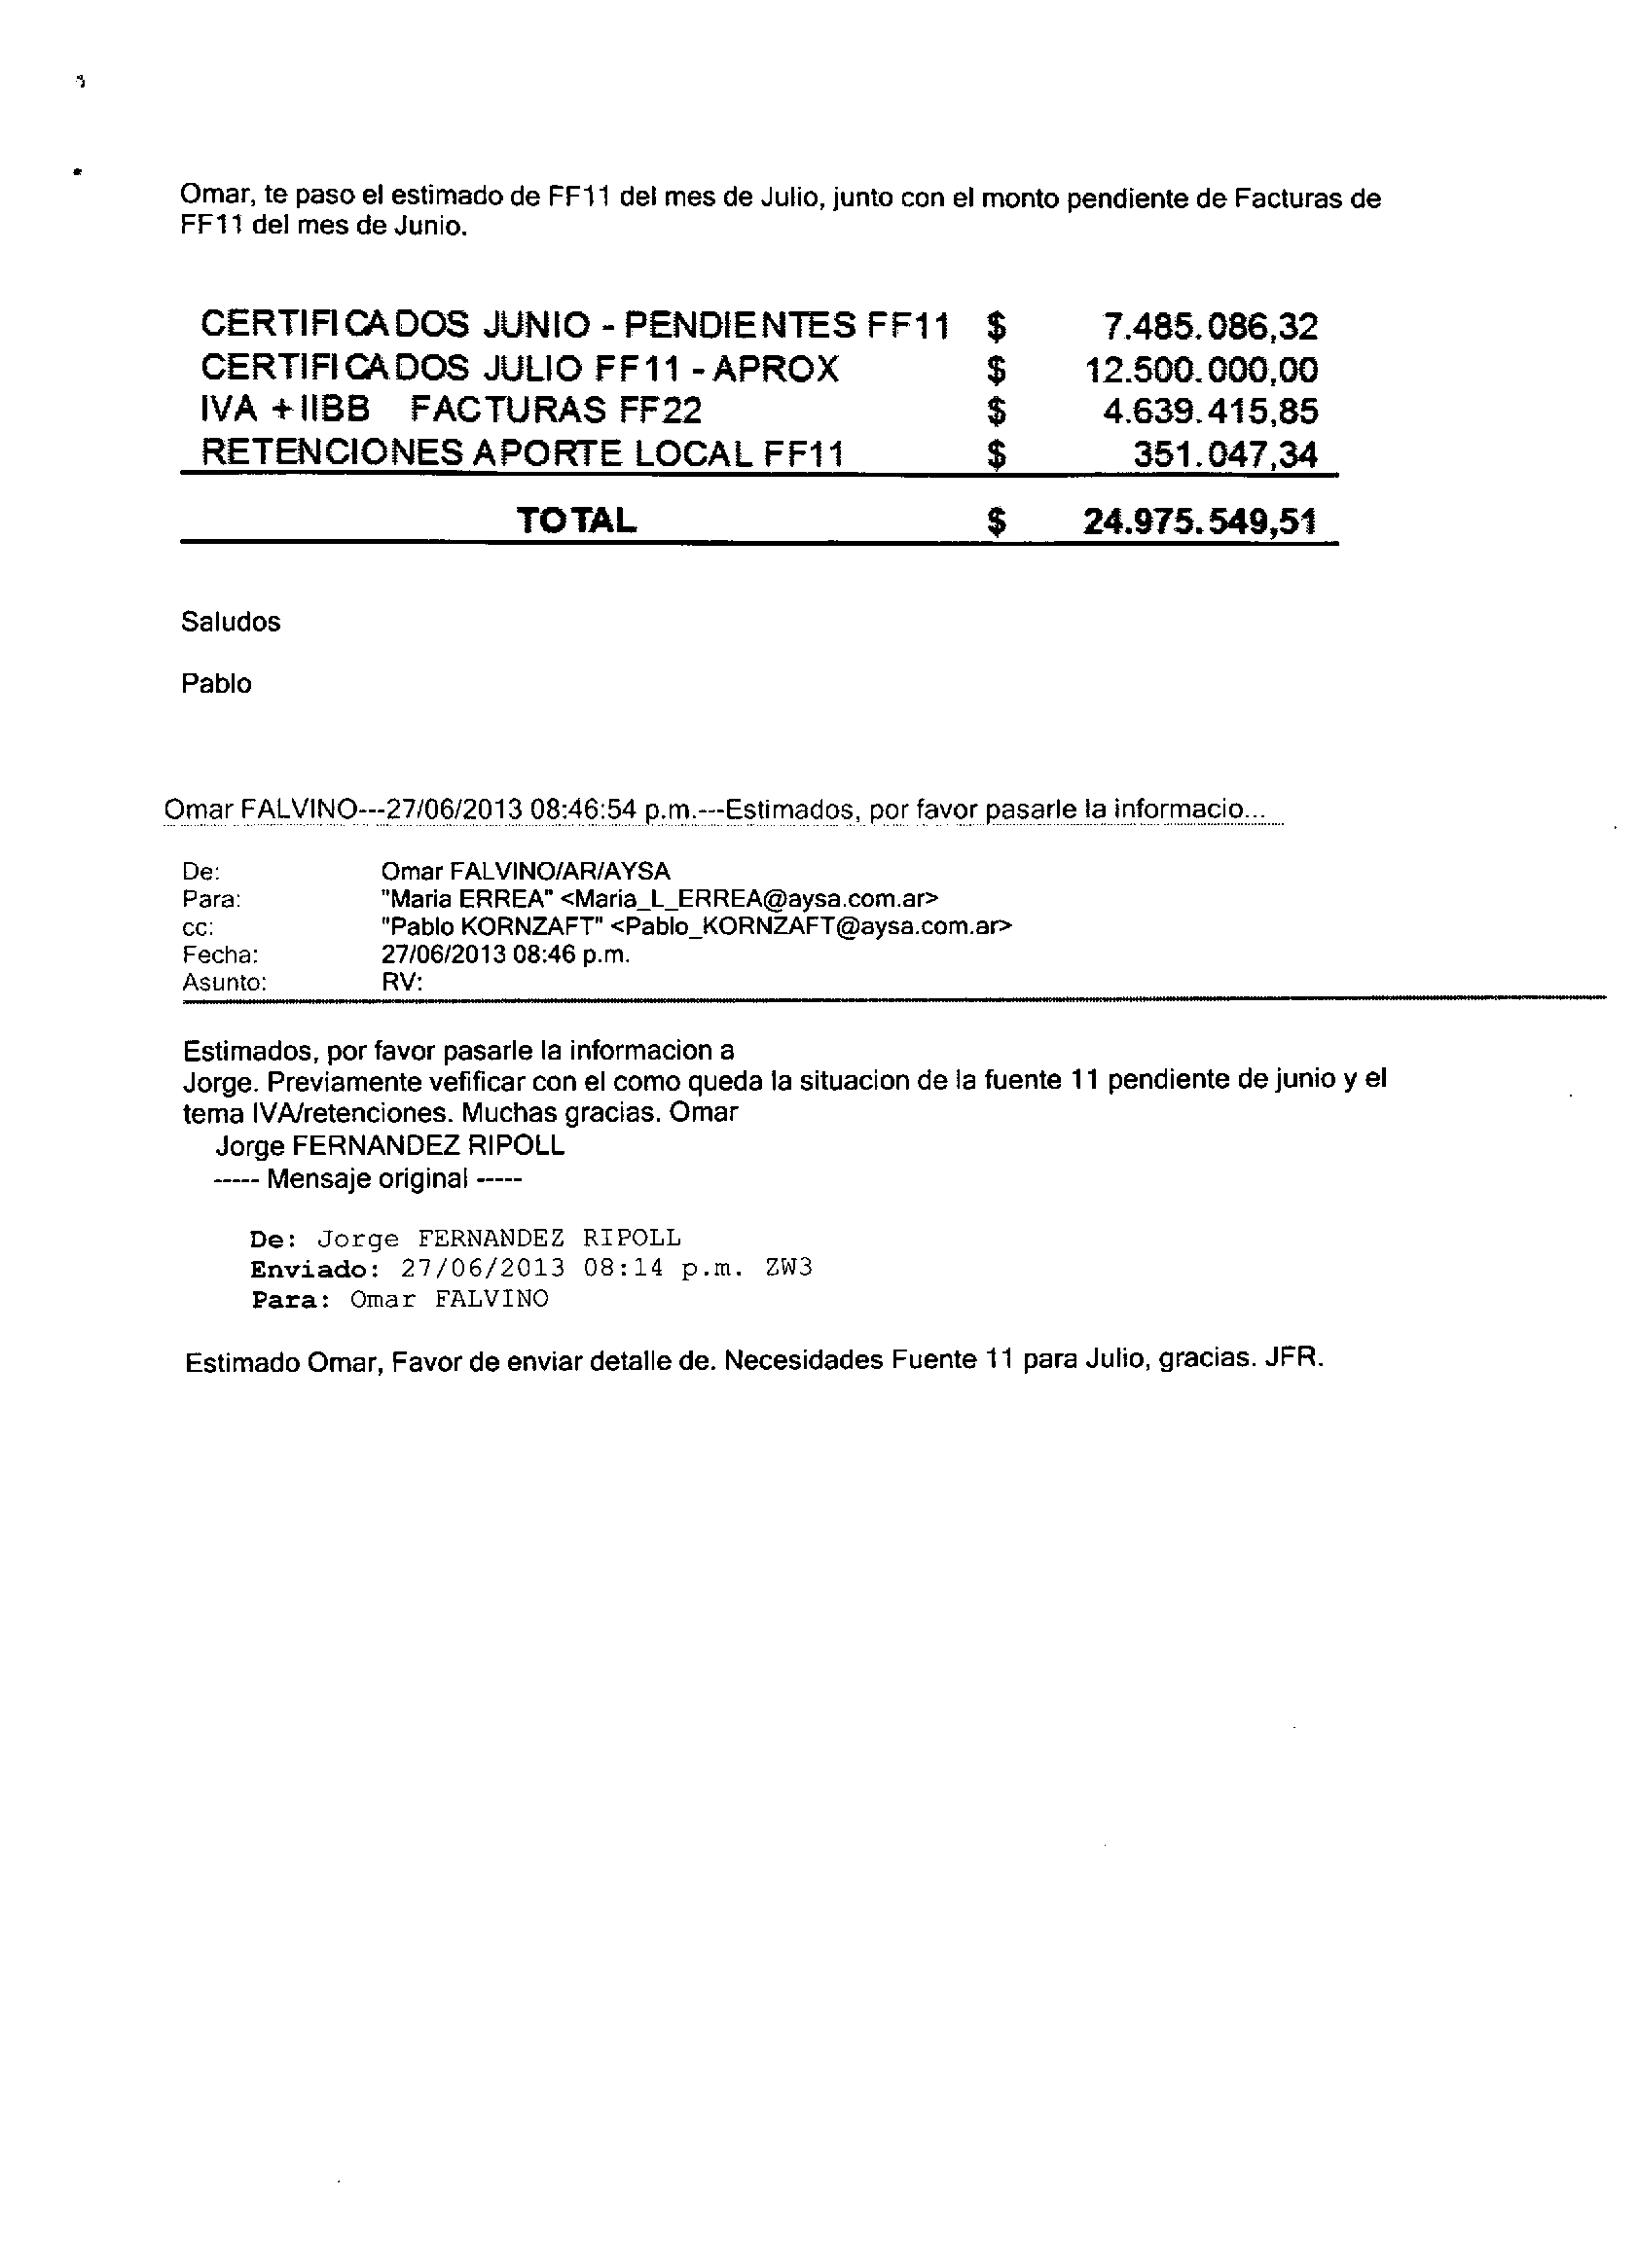 Omar, te paso el estimado de FF11 del mes de Julio, junto con el monto pendiente de Facturas de
FF11 del mes de Junio.
CERTIFICADOS JUNIO - PENDIENTES FF11 $ 7.485.086,32
CERTIFICADOS JULIO FF11 - APROX $ 12.500.000,00
IVA + IIBB FACTURAS FF22 $ 4.639.415,85
RETENCIONES APORTE LOCAL FF11 $ 351.047,34
TOTAL $ 24.975.549,51
Saludos
Pablo
Omar FALVINO---27/06/2013 08:46:54 p.m.---Estimados, por favor pasarle la informacio...
De: Omar FALVINO/AR/AYSA
Para: "Maria ERREA" <Maria_L_ERREA@aysa.com.ar>
cc: "Pablo KORNZAFT" <Pablo_KORNZAFT@aysa.com.ar>
Fecha: 27/06/2013 08:46 p.m.
Asunto: RV:
Estimados, por favor pasarle la informacion a
Jorge. Previamente vefificar con el como queda la situacion de la fuente 11 pendiente de junio y el
tema IVA/retenciones. Muchas gracias. Omar
Jorge FERNANDEZ RIPOLL
----- Mensaje original -----
De: Jorge FERNANDEZ RIPOLL
Enviado: 27/06/2013 08:14 p.m. ZW3
Para: Omar FALVINO
Estimado Omar, Favor de enviar detalle de. Necesidades Fuente 11 para Julio, gracias. JFR.